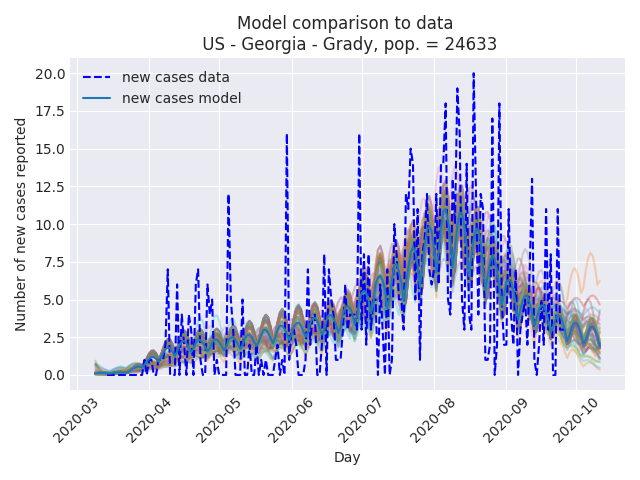 Model comparison to data
US - Georgia - Grady, pop. = 24633
new cases data
new cases model
Number of new cases reported
20.0
17.5
15.0
12.5
10.0
7.5
5.0
2.5
0.0
2020-03
2020-04
2020-05
2020-06
2020-07
2020-08
2020-09
2020-10
Day